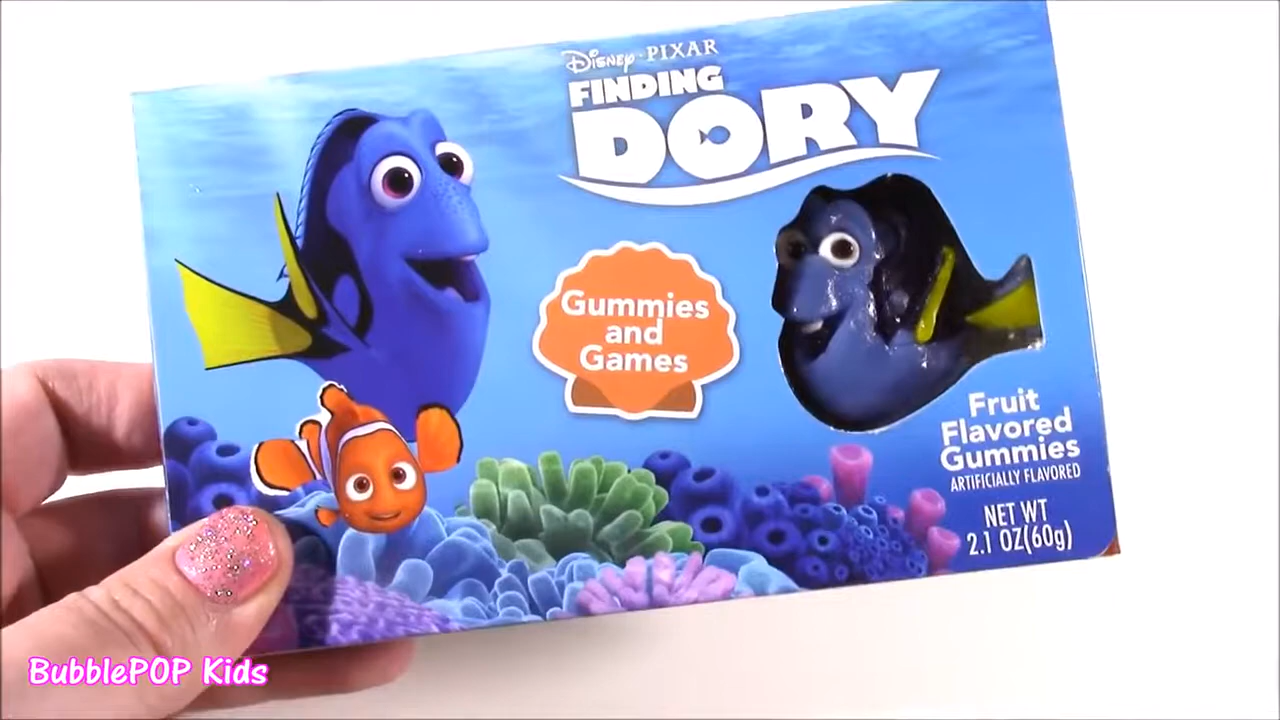 Disney · PIXAR
FINDING
DORY
Gummies
and
Games
Fruit
Flavored
Gummies
ARTIFICIALLY FLAVORED
NET WT
2.1 OZ(60g)
BubblePOP Kids